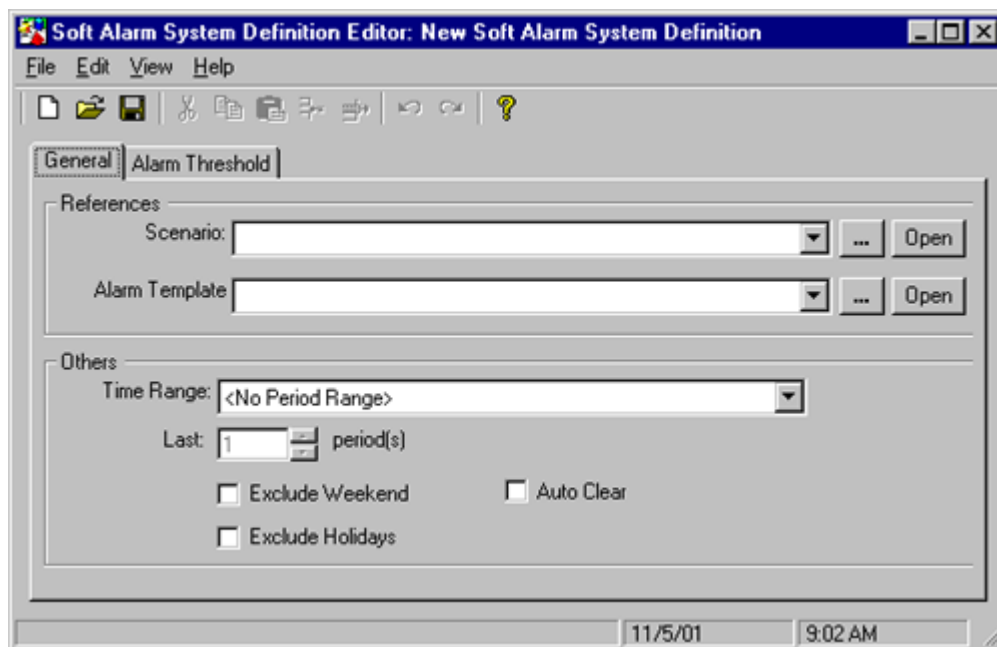 Soft Alarm System Definition Editor: New Soft Alarm System Definition
File Edit View Help
General Alarm Threshold
References
Scenario: ... Open
Alarm Template ... Open
Others
Time Range: <No Period Range>
Last: 1 period(s)
Exclude Weekend Auto Clear
Exclude Holidays
11/5/01 9:02 AM